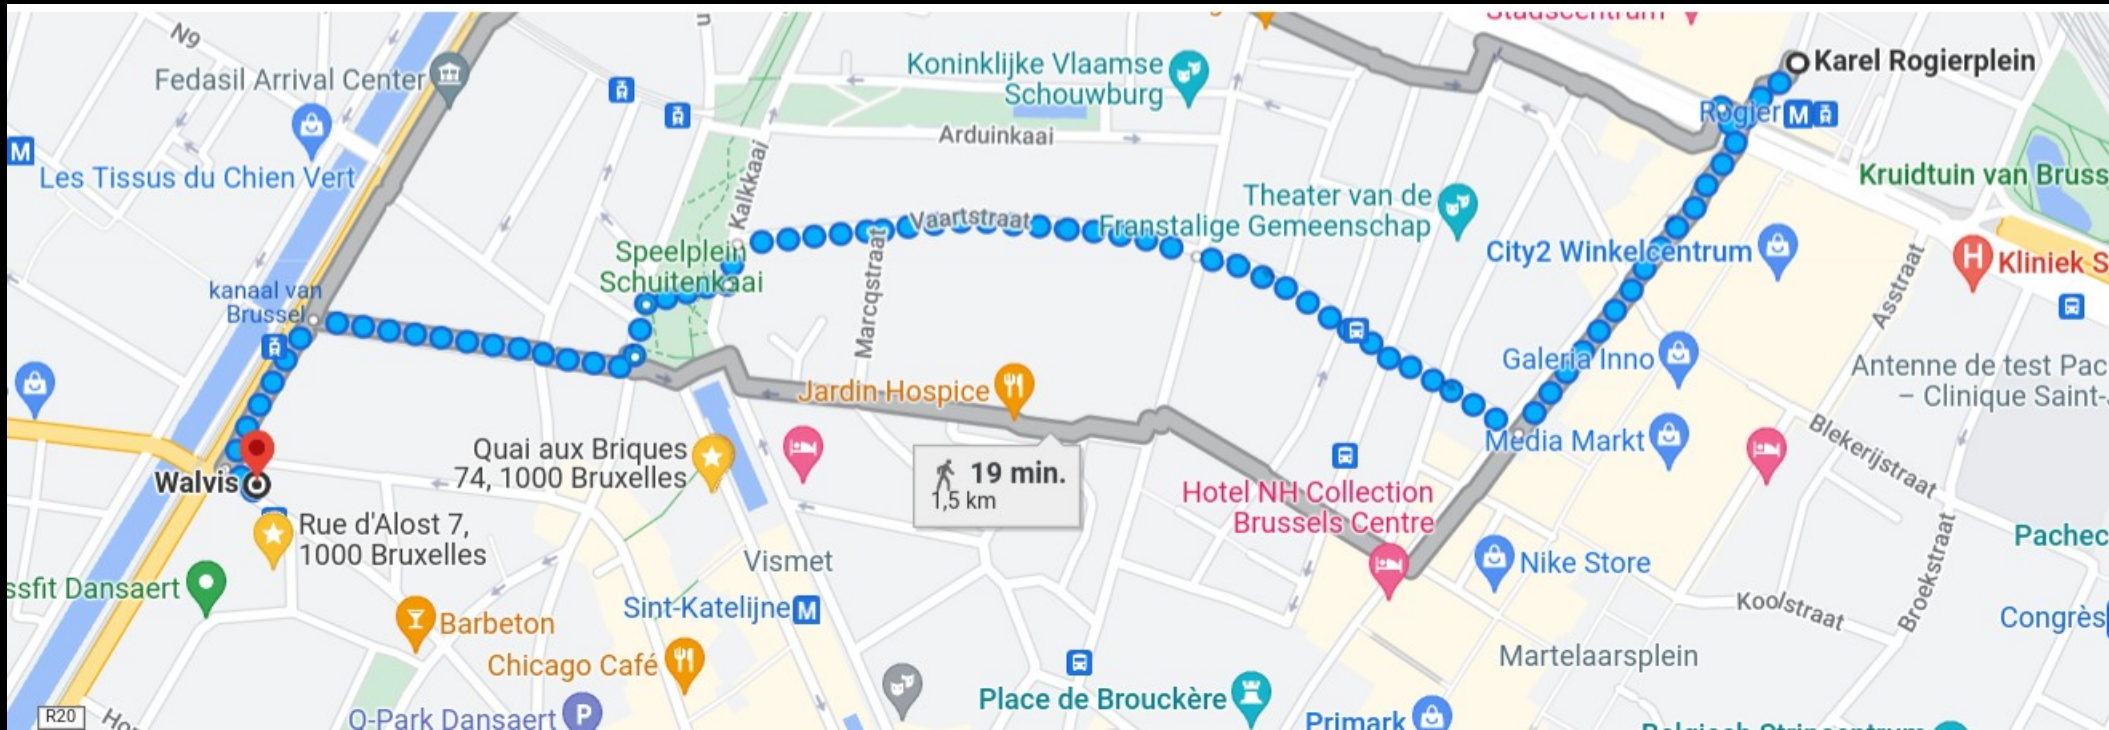 Stadscentrum
N9
Karel Rogierplein
Koninklijke Vlaamse
Schouwburg
Fedasil Arrival Center
Rogier M
Arduinkaai
M
Les Tissus du Chien Vert
Kalkkaai
Kruidtuin van Bruss
Theater van de
Franstalige Gemeenschap
Vaartstraat
Speelplein
Schuitenkaai
City2 Winkelcentrum
H
Kliniek S
kanaal van
Brussel
Marcqstraat
Asstraat
Galeria Inno
Antenne de test Pac
– Clinique Saint-J
Jardin Hospice
Blekerijstraat
Media Markt
Quai aux Briques
74, 1000 Bruxelles
19 min.
1,5 km
Walvis
Hotel NH Collection
Brussels Centre
Rue d'Alost 7,
1000 Bruxelles
Broekstraat
Pachec
Vismet
Nike Store
ssfit Dansaert
Sint-Katelijne M
Koolstraat
Congrès
Barbeton
Chicago Café
Martelaarsplein
Place de Brouckère
R20
Hor
Q-Park Dansaert P
Primark
Belgisch Stripcentrum